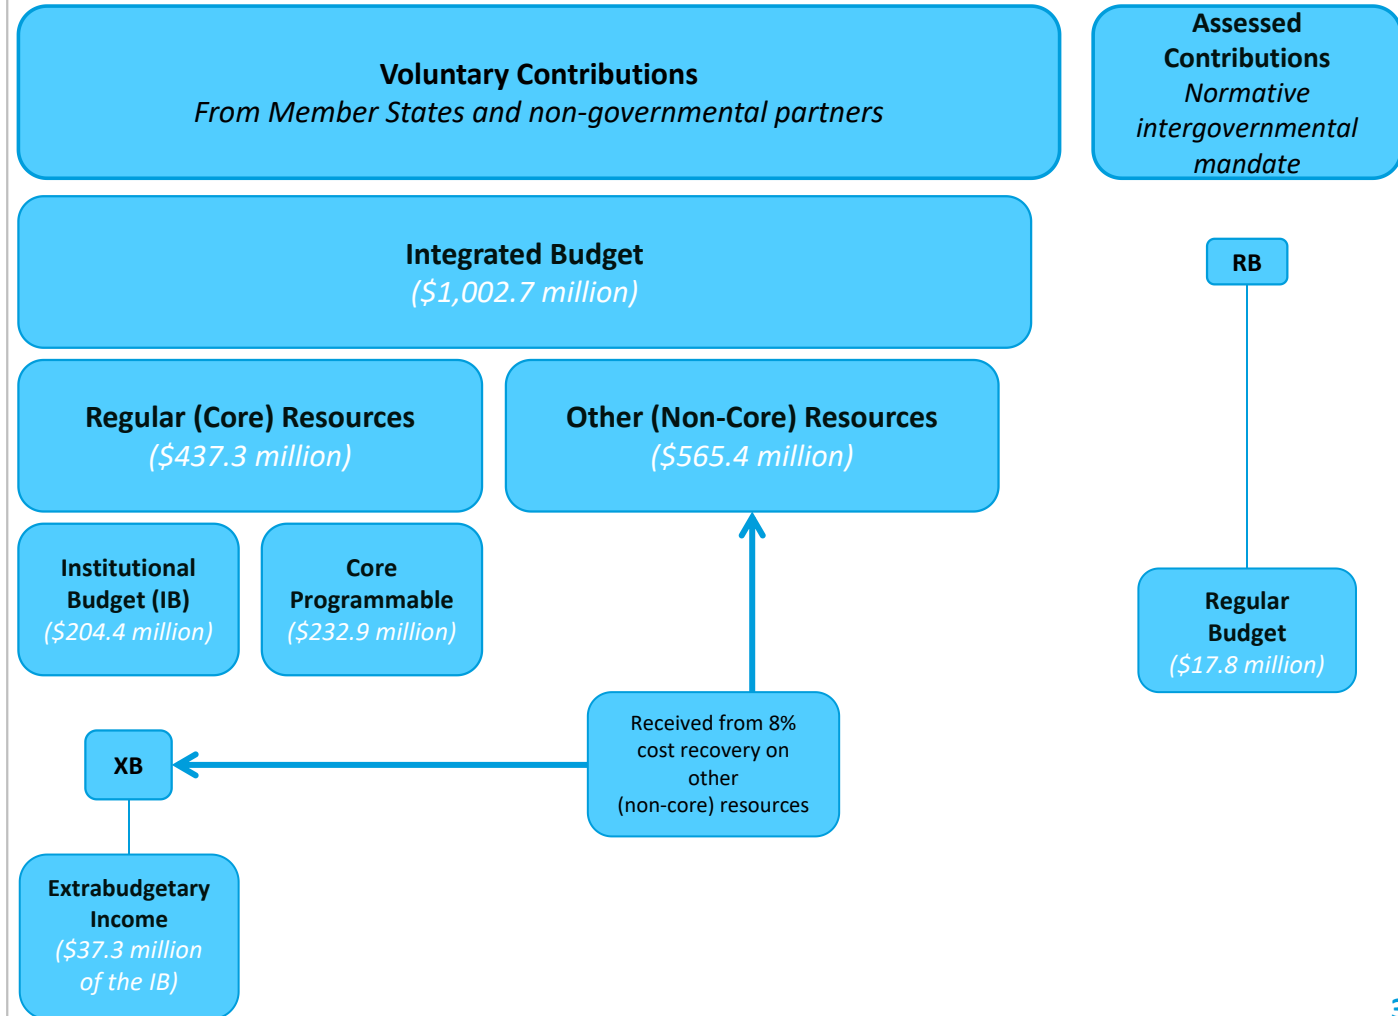 Voluntary Contributions
From Member States and non-governmental partners
Assessed
Contributions
Normative
intergovernmental
mandate
Integrated Budget
($1,002.7 million)
RB
Regular (Core) Resources
($437.3 million)
Other (Non-Core) Resources
($565.4 million)
Institutional
Budget (IB)
($204.4 million)
Core
Programmable
($232.9 million)
Regular
Budget
($17.8 million)
Received from 8%
cost recovery on
other
(non-core) resources
XB
Extrabudgetary
Income
($37.3 million
of the IB)